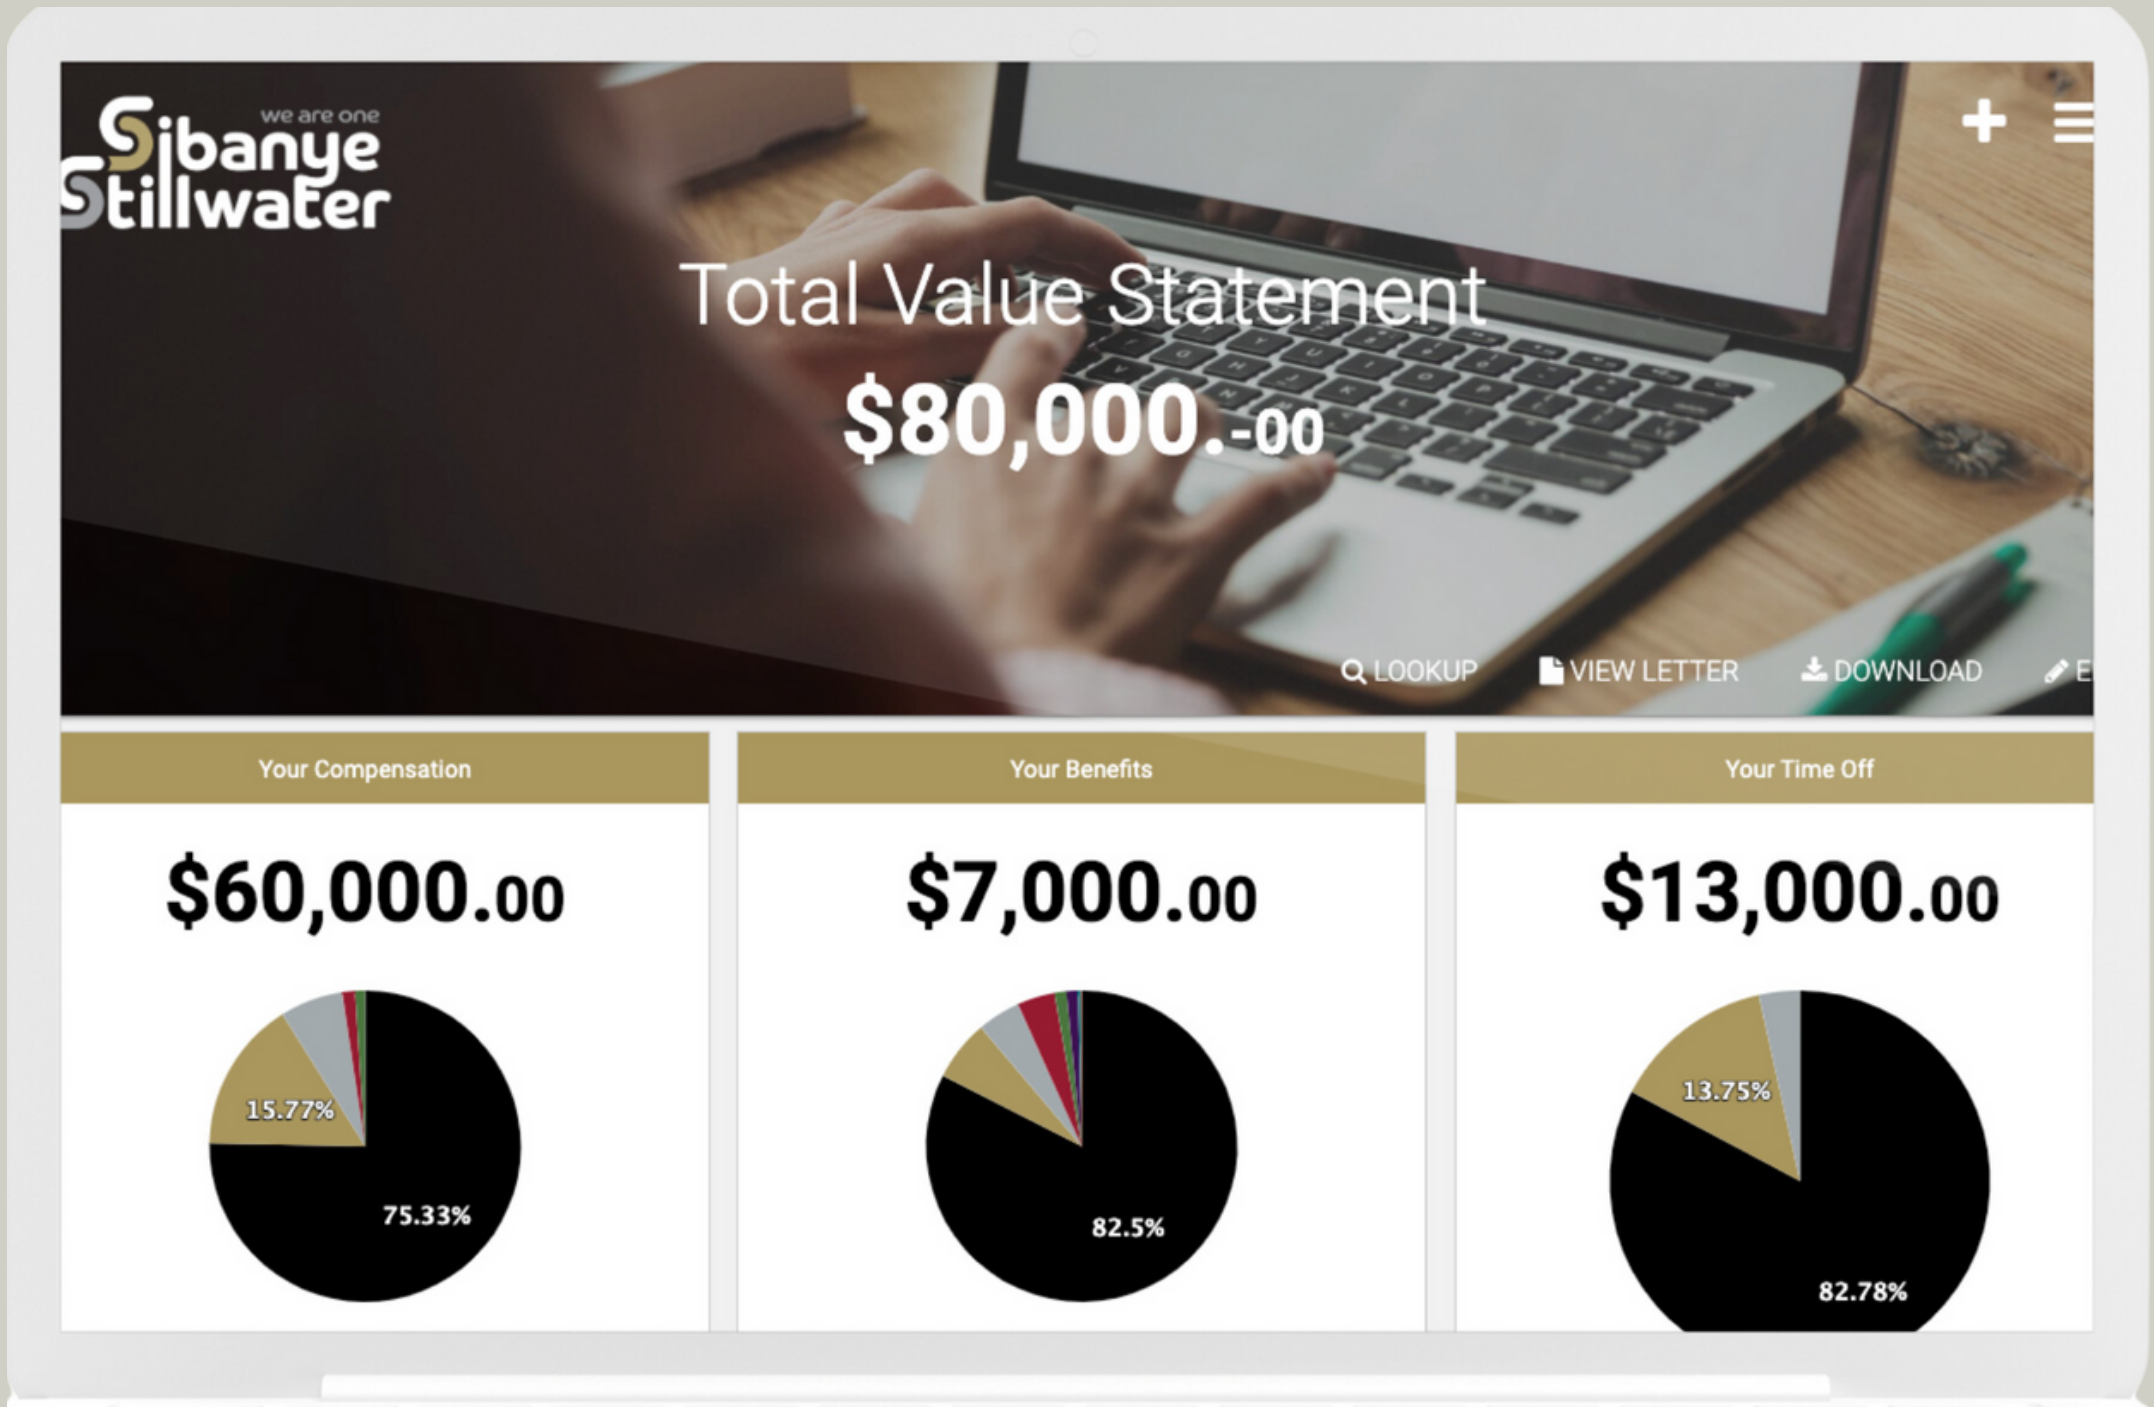 we are one
Sibanye
Stillwater
Total Value Statement
$80,000.-00
LOOKUP
VIEW LETTER
DOWNLOAD
E
Your Compensation
Your Benefits
Your Time Off
$60,000.00
$7,000.00
$13,000.00
15.77%
75.33%
82.5%
13.75%
82.78%